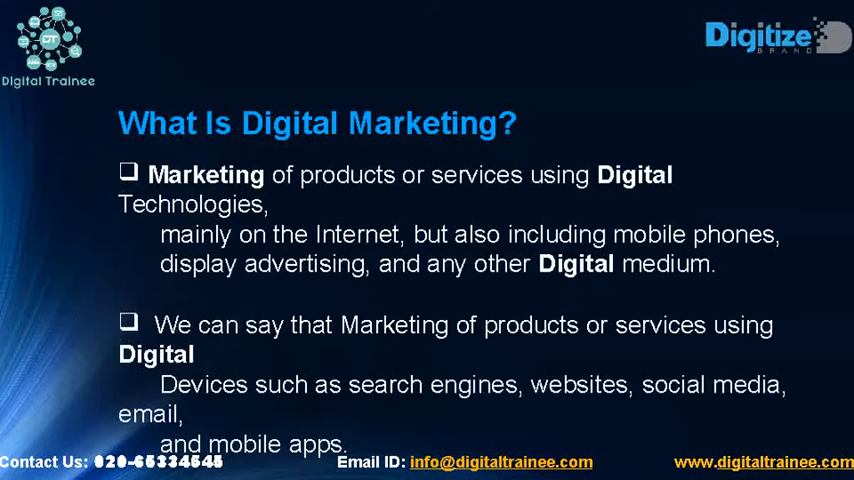 DT
Digital Trainee
Digitize
BRAND
What Is Digital Marketing?
Marketing of products or services using Digital
Technologies,
mainly on the Internet, but also including mobile phones,
display advertising, and any other Digital medium.
We can say that Marketing of products or services using
Digital
Devices such as search engines, websites, social media,
email,
and mobile apps.
Contact Us: 020-65334545 Email ID: info@digitaltrainee.com www.digitaltrainee.com